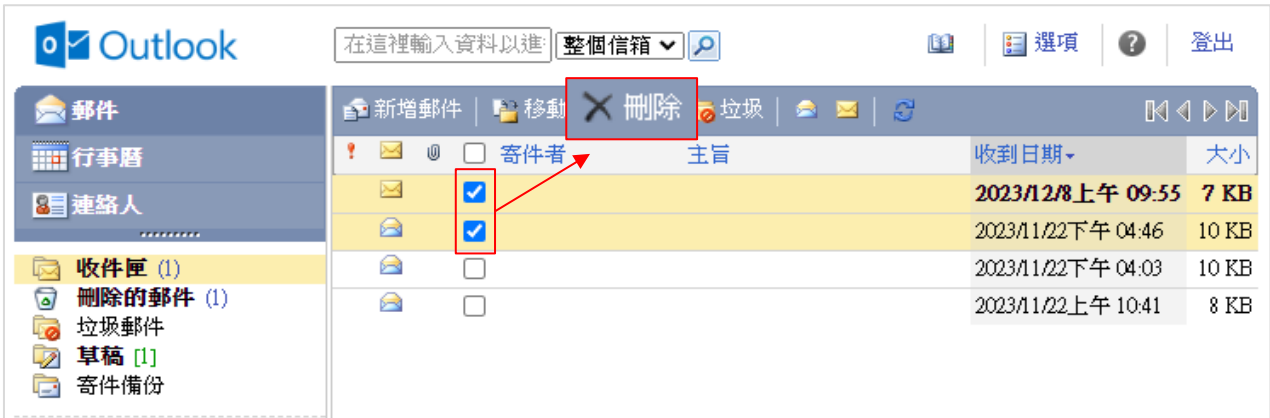 Outlook
在這裡輸入資料以進 整個信箱 選項 ? 登出
郵件
行事曆
連絡人
收件匣 (1)
刪除的郵件 (1)
垃圾郵件
草稿 [1]
寄件備份
新增郵件 移動 刪除 垃圾
寄件者 主旨 收到日期 大小
2023/12/8上午 09:55 7 KB
2023/11/22下午 04:46 10 KB
2023/11/22下午 04:03 10 KB
2023/11/22上午 10:41 8 KB